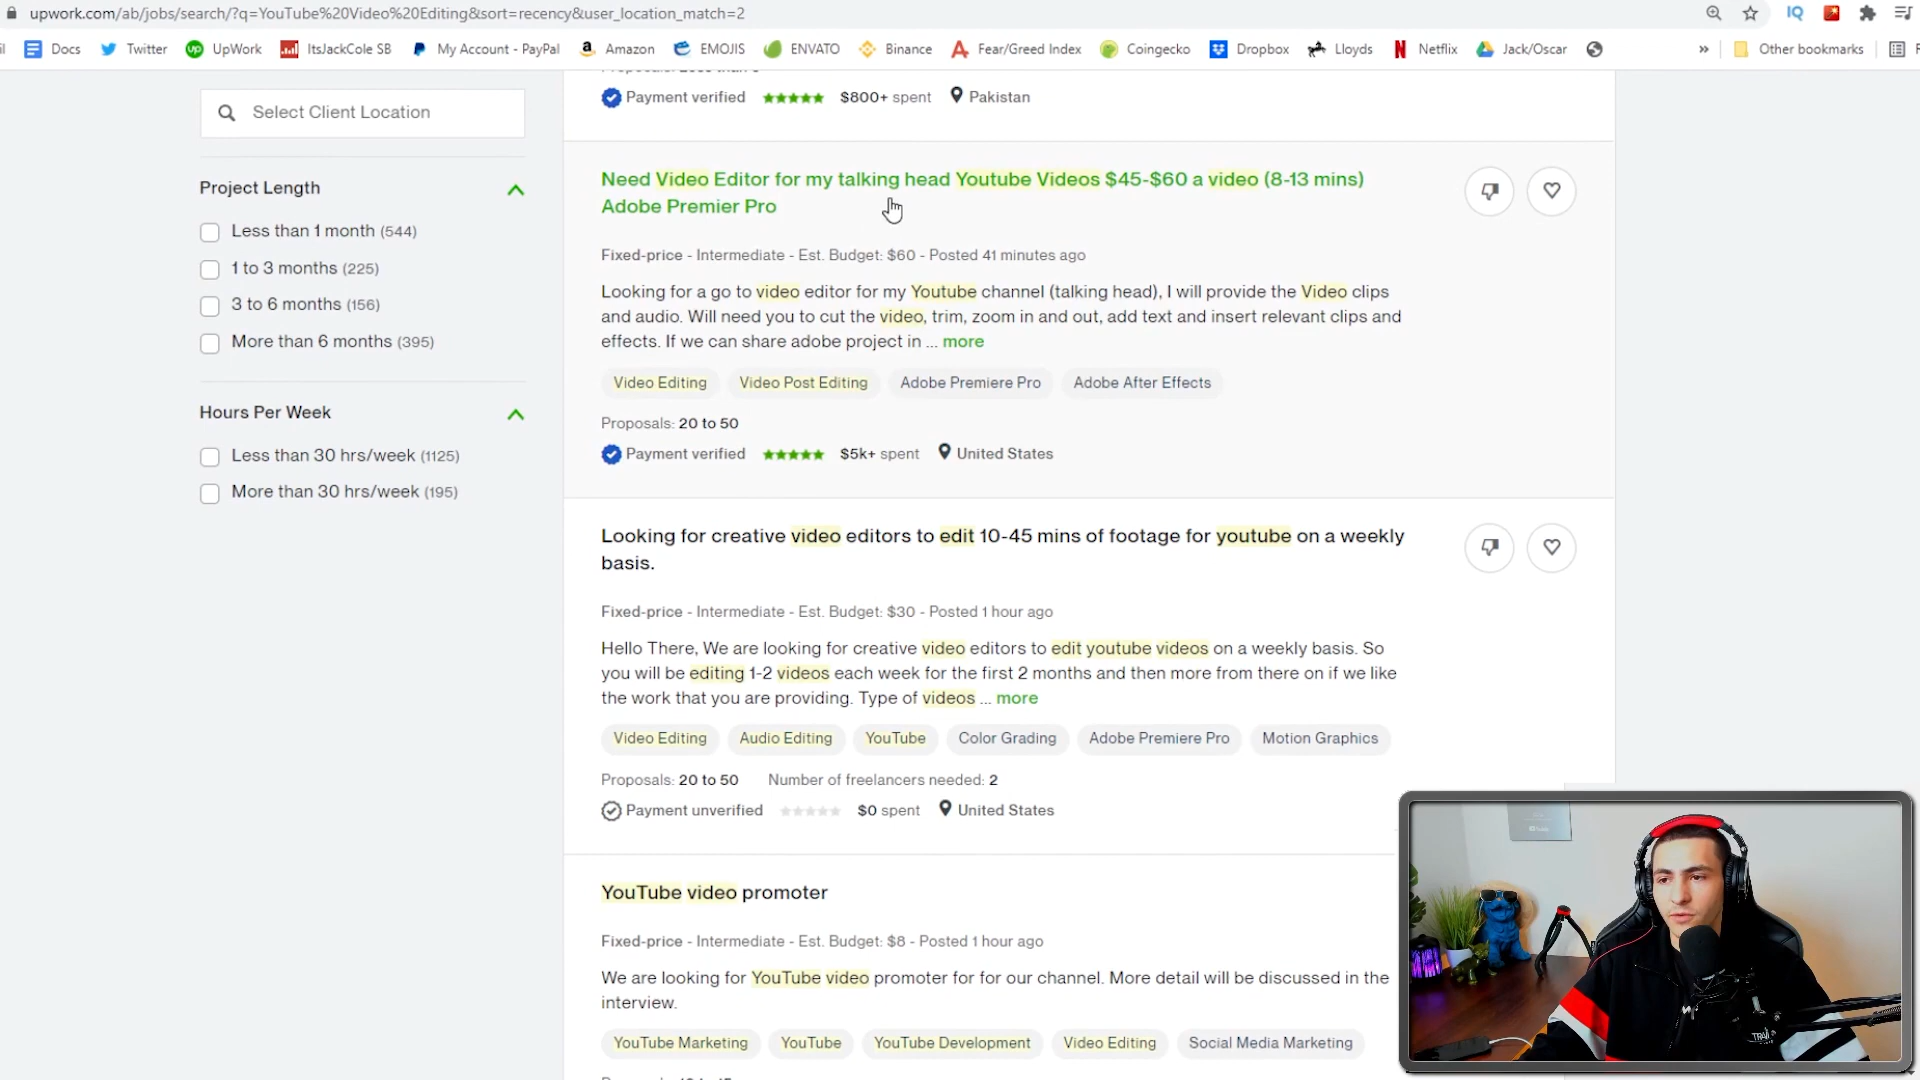 upwork.com/ab/jobs/search/?q=YouTube%20Video%20Editing&sort=recency&user_location_match=2
Docs Twitter UpWork ItsJackCole SB My Account - PayPal Amazon EMOJIS ENVATO Binance Fear/Greed Index Coingecko Dropbox Lloyds Netflix Jack/Oscar » Other bookmarks
Select Client Location
Project Length
Less than 1 month (544)
1 to 3 months (225)
3 to 6 months (156)
More than 6 months (395)
Hours Per Week
Less than 30 hrs/week (1125)
More than 30 hrs/week (195)
Payment verified $800+ spent Pakistan
Need Video Editor for my talking head Youtube Videos $45-$60 a video (8-13 mins)
Adobe Premier Pro
Fixed-price - Intermediate - Est. Budget: $60 - Posted 41 minutes ago
Looking for a go to video editor for my Youtube channel (talking head), I will provide the Video clips
and audio. Will need you to cut the video, trim, zoom in and out, add text and insert relevant clips and
effects. If we can share adobe project in ... more
Video Editing Video Post Editing Adobe Premiere Pro Adobe After Effects
Proposals: 20 to 50
Payment verified $5k+ spent United States
Looking for creative video editors to edit 10-45 mins of footage for youtube on a weekly
basis.
Fixed-price - Intermediate - Est. Budget: $30 - Posted 1 hour ago
Hello There, We are looking for creative video editors to edit youtube videos on a weekly basis. So
you will be editing 1-2 videos each week for the first 2 months and then more from there on if we like
the work that you are providing. Type of videos ... more
Video Editing Audio Editing YouTube Color Grading Adobe Premiere Pro Motion Graphics
Proposals: 20 to 50 Number of freelancers needed: 2
Payment unverified $0 spent United States
YouTube video promoter
Fixed-price - Intermediate - Est. Budget: $8 - Posted 1 hour ago
We are looking for YouTube video promoter for for our channel. More detail will be discussed in the
interview.
YouTube Marketing YouTube YouTube Development Video Editing Social Media Marketing